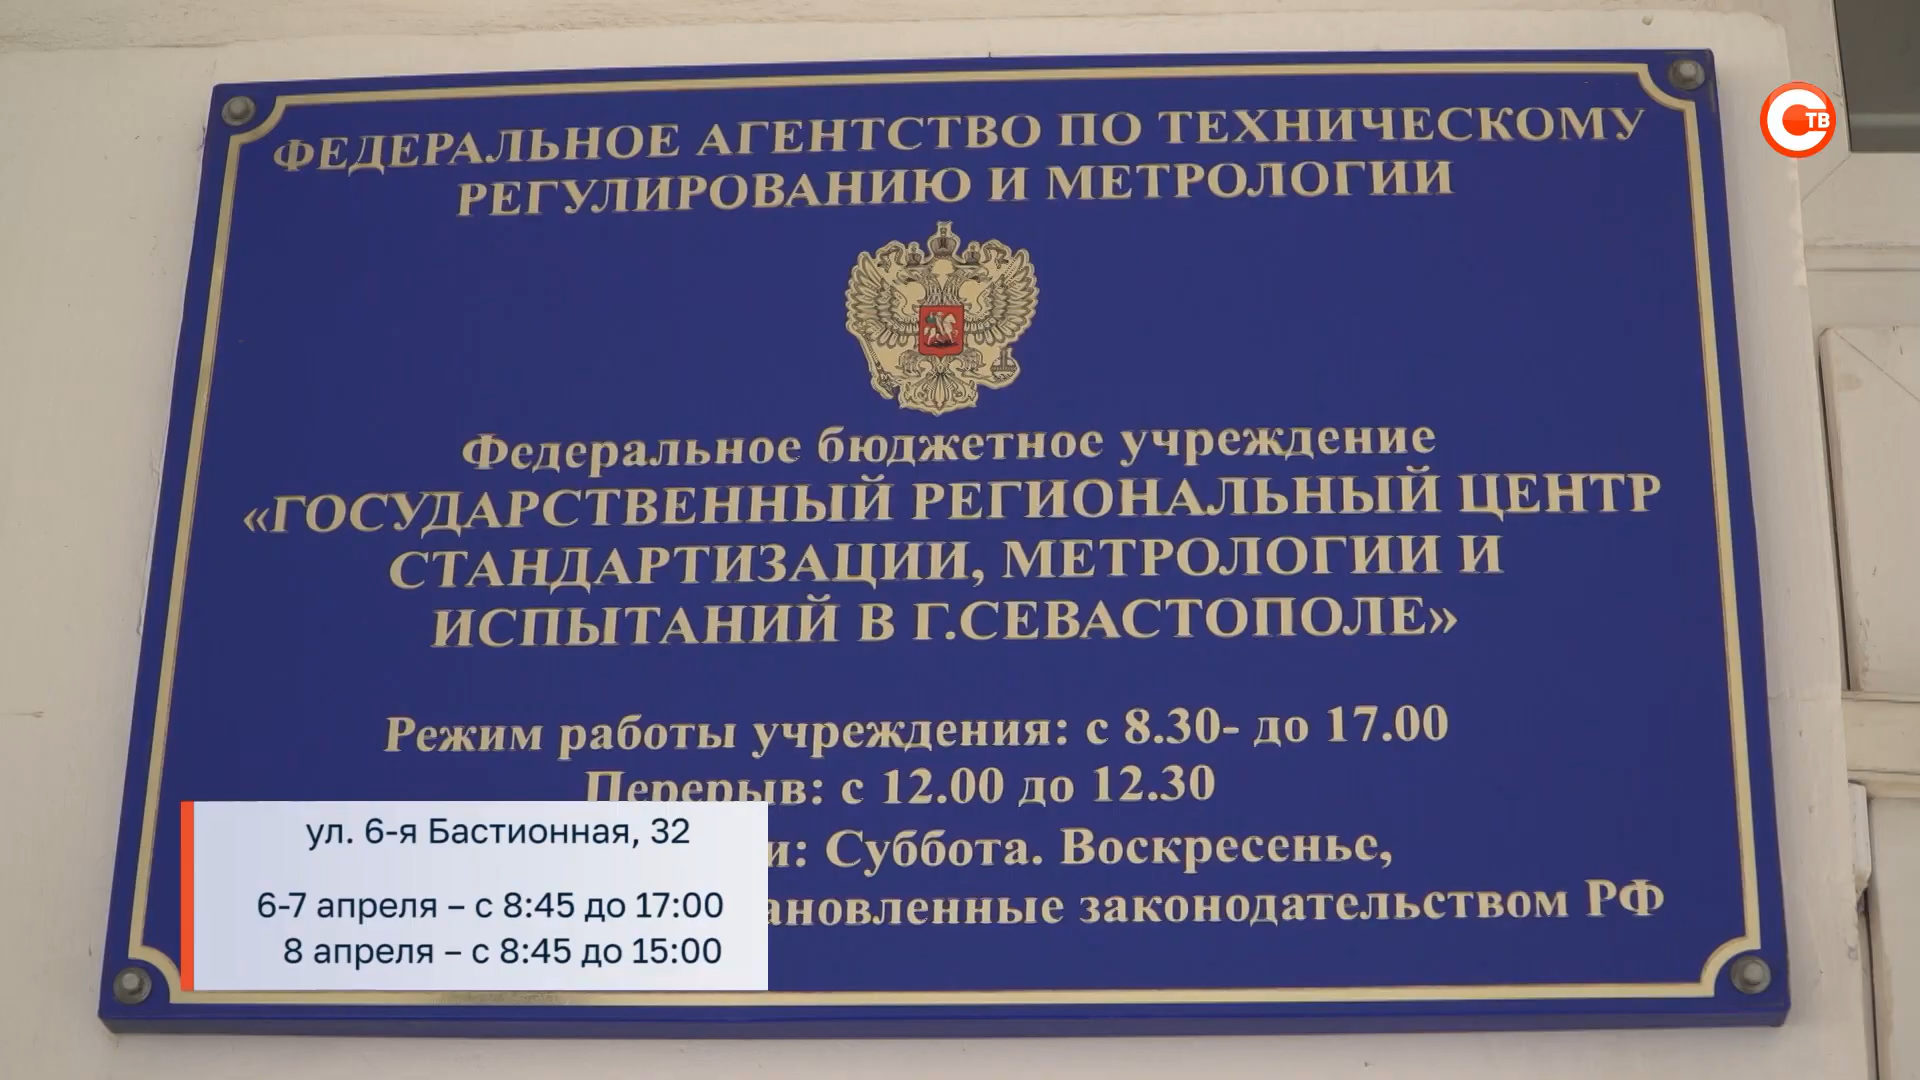 ФЕДЕРАЛЬНОЕ АГЕНТСТВО ПО ТЕХНИЧЕСКОМУ
РЕГУЛИРОВАНИЮ И МЕТРОЛОГИИ
ТВ
Федеральное бюджетное учреждение
«ГОСУДАРСТВЕННЫЙ РЕГИОНАЛЬНЫЙ ЦЕНТР
СТАНДАРТИЗАЦИИ, МЕТРОЛОГИИ И
ИСПЫТАНИЙ В Г.СЕВАСТОПОЛЕ»
Режим работы учреждения: с 8.30- до 17.00
Перерыв: с 12.00 до 12.30
и: Суббота. Воскресенье,
ановленные законодательством РФ
ул. 6-я Бастионная, 32
6-7 апреля – с 8:45 до 17:00
8 апреля – с 8:45 до 15:00